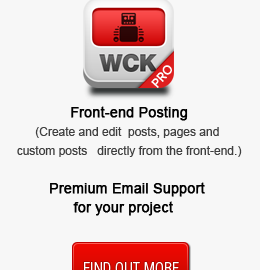 WCK
PRO
Front-end Posting
(Create and edit posts, pages and
custom posts directly from the front-end.)
Premium Email Support
for your project
FIND OUT MORE